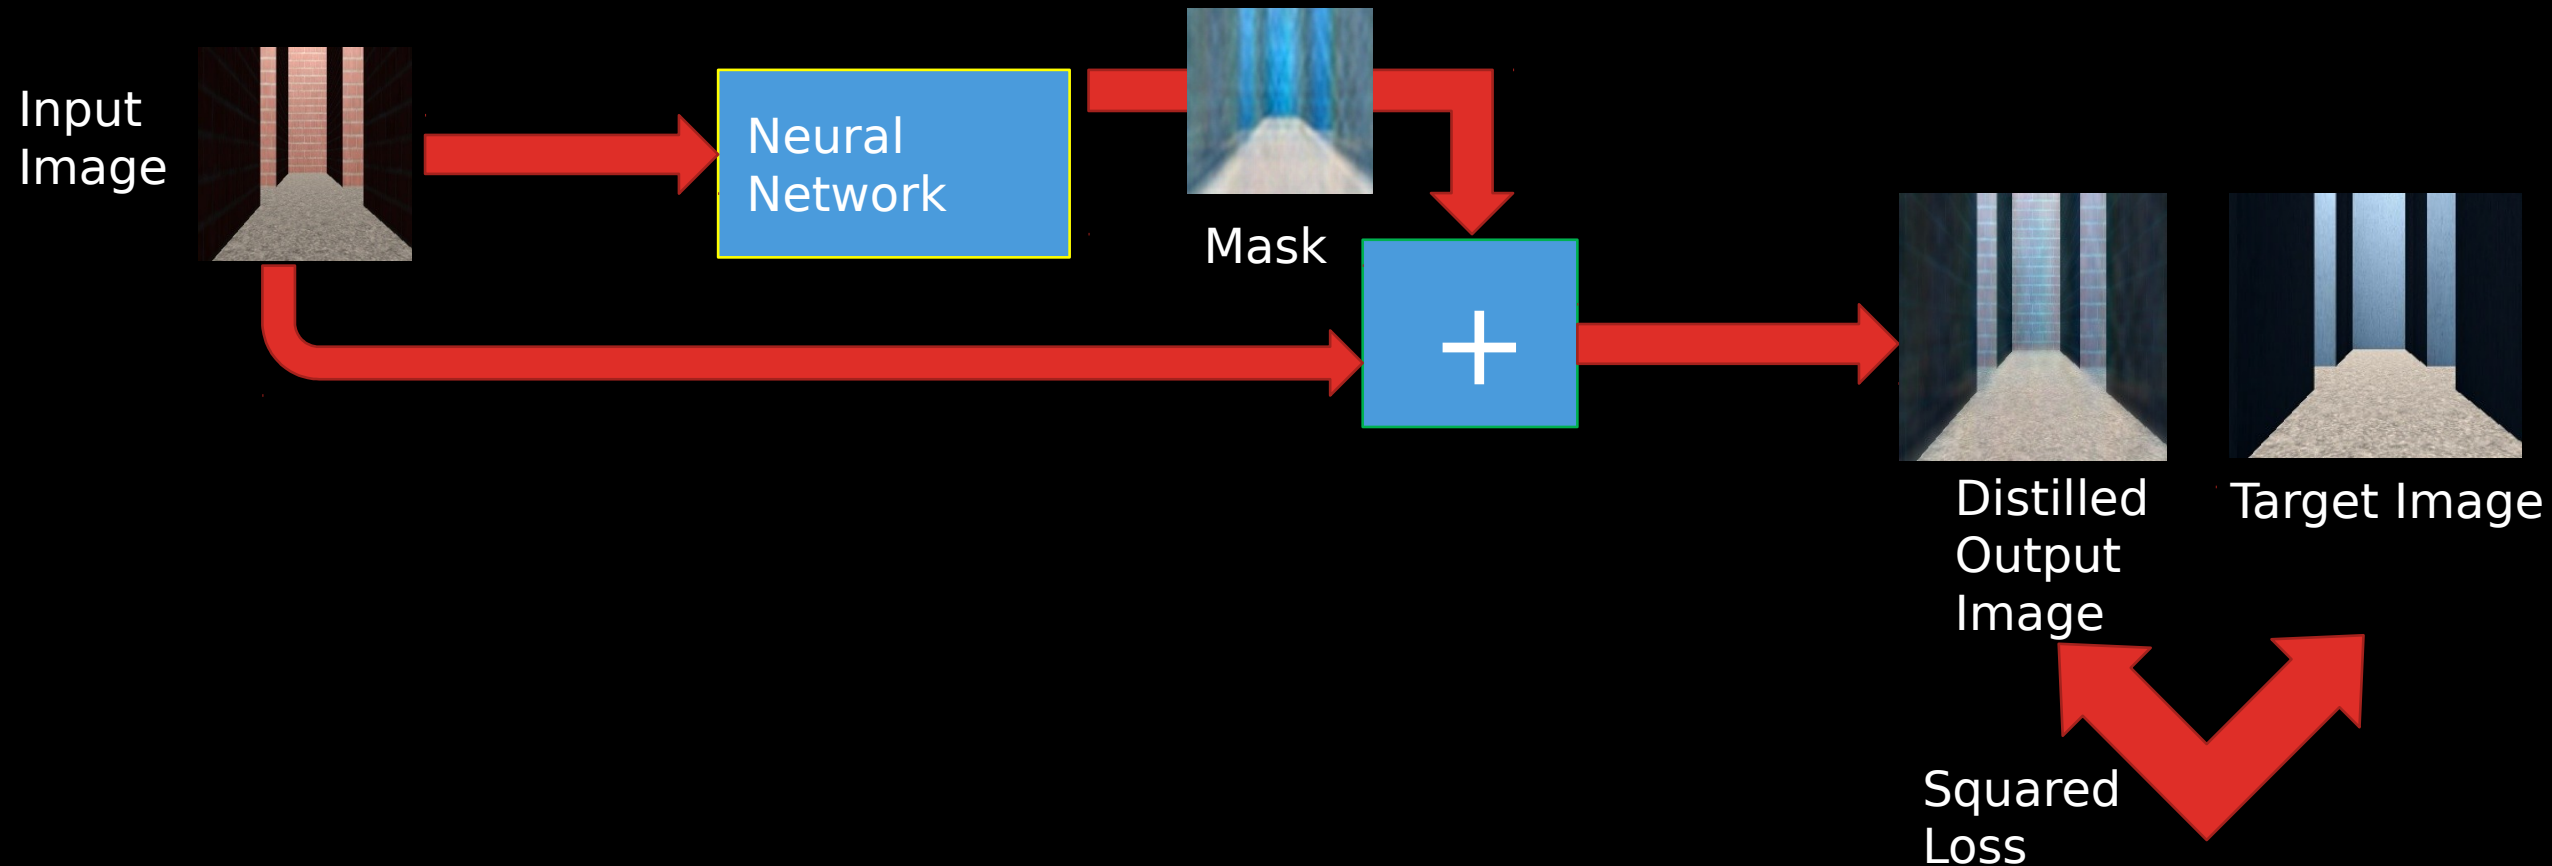 Input
Image
Neural
Network
Mask
+
Distilled
Output
Image
Target Image
Squared
Loss